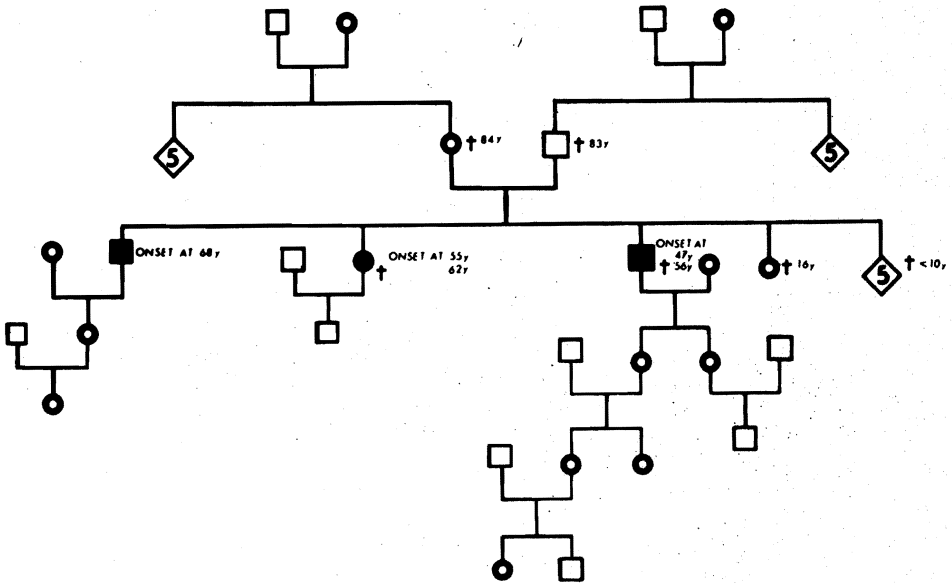 5
† 84y
† 83y
5
ONSET AT 68y
† ONSET AT 55y
62y
ONSET AT
47y
† 56y
† 16y
5
† <10y